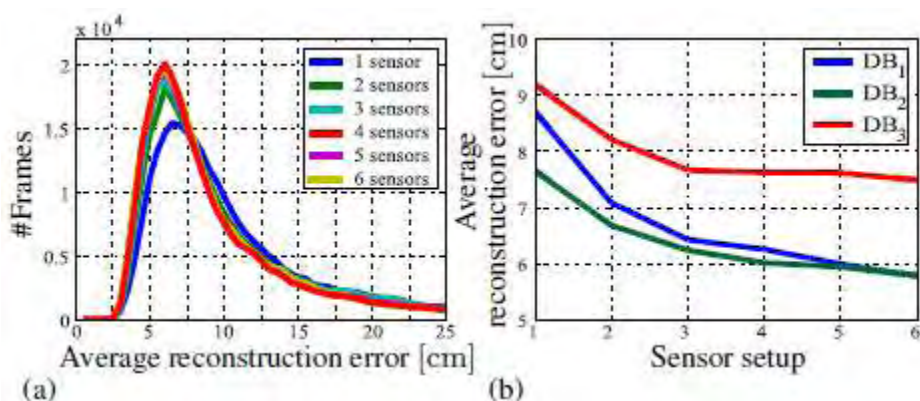 x 10⁴
2
1.5
1
0.5
0
0 5 10 15 20 25
#Frames
Average reconstruction error [cm]
1 sensor
2 sensors
3 sensors
4 sensors
5 sensors
6 sensors
(a)
10
9
8
7
6
5
1 2 3 4 5 6
Average
reconstruction error [cm]
Sensor setup
DB₁
DB₂
DB₃
(b)